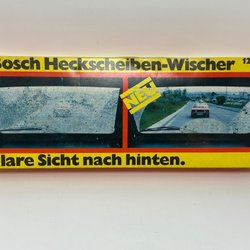 Bosch Heckscheiben-Wischer 12
NEU
lare Sicht nach hinten.